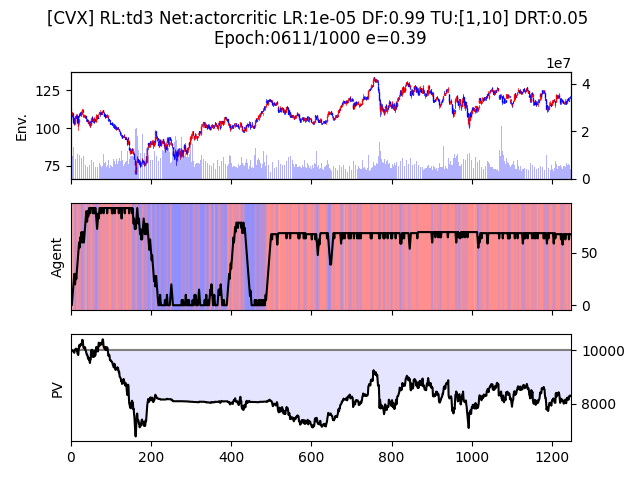 [CVX] RL:td3 Net:actorcritic LR:1e-05 DF:0.99 TU:[1,10] DRT:0.05
Epoch:0611/1000 e=0.39
1e7
125
100
75
Env.
4
2
0
Agent
50
0
PV
10000
8000
0
200
400
600
800
1000
1200